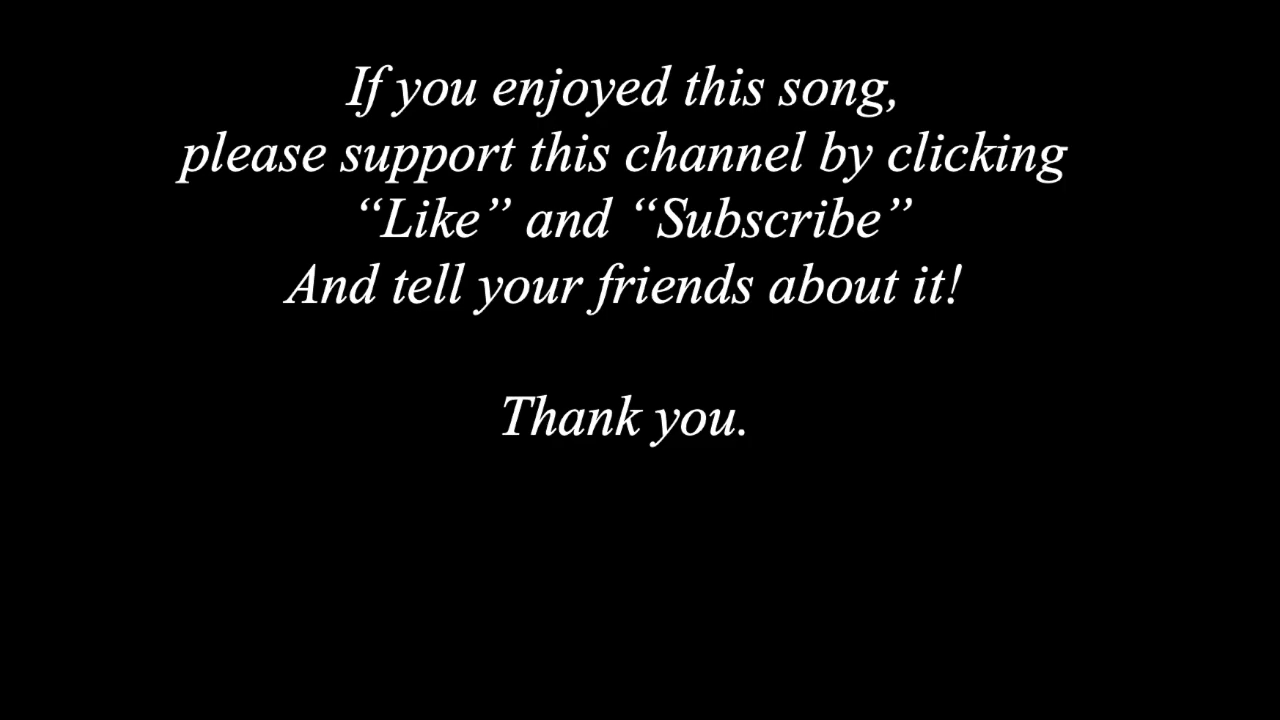 If you enjoyed this song,
please support this channel by clicking
“Like” and “Subscribe”
And tell your friends about it!
Thank you.